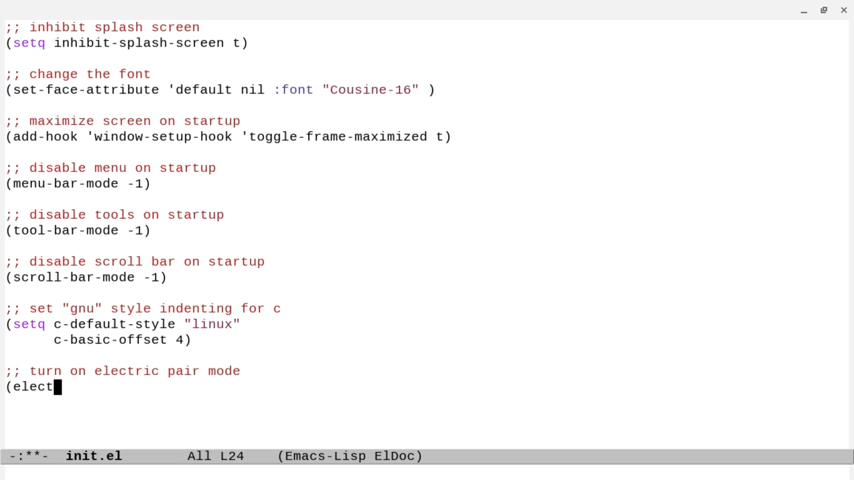 ;; inhibit splash screen
(setq inhibit-splash-screen t)
;; change the font
(set-face-attribute 'default nil :font "Cousine-16" )
;; maximize screen on startup
(add-hook 'window-setup-hook 'toggle-frame-maximized t)
;; disable menu on startup
(menu-bar-mode -1)
;; disable tools on startup
(tool-bar-mode -1)
;; disable scroll bar on startup
(scroll-bar-mode -1)
;; set "gnu" style indenting for c
(setq c-default-style "linux"
      c-basic-offset 4)
;; turn on electric pair mode
(elect
-:**-  init.el        All L24    (Emacs-Lisp ElDoc)